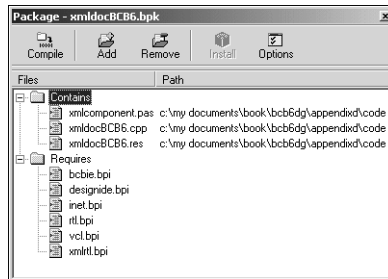 Package - xmldocBCB6.bpk
Compile Add Remove Install Options
Files Path
Contains
xmlcomponent.pas c:\my documents\book\bcb6dg\appendixd\code
xmldocBCB6.cpp c:\my documents\book\bcb6dg\appendixd\code
xmldocBCB6.res c:\my documents\book\bcb6dg\appendixd\code
Requires
bcbie.bpi
designide.bpi
inet.bpi
rtl.bpi
vcl.bpi
xmlrtl.bpi